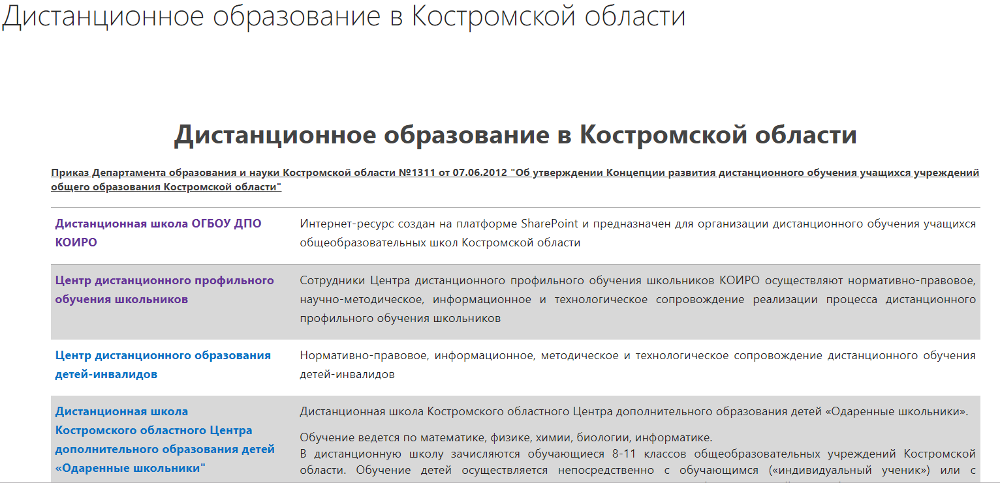 Дистанционное образование в Костромской области
Дистанционное образование в Костромской области
Приказ Департамента образования и науки Костромской области №1311 от 07.06.2012 "Об утверждении Концепции развития дистанционного обучения учащихся учреждений
общего образования Костромской области"
Дистанционная школа ОГБОУ ДПО
КОИРО
Интернет-ресурс создан на платформе SharePoint и предназначен для организации дистанционного обучения учащихся
общеобразовательных школ Костромской области
Центр дистанционного профильного
обучения школьников
Сотрудники Центра дистанционного профильного обучения школьников КОИРО осуществляют нормативно-правовое,
научно-методическое, информационное и технологическое сопровождение реализации процесса дистанционного
профильного обучения школьников
Центр дистанционного образования
детей-инвалидов
Нормативно-правовое, информационное, методическое и технологическое сопровождение дистанционного обучения
детей-инвалидов
Дистанционная школа
Костромского областного Центра
дополнительного образования детей
«Одаренные школьники"
Дистанционная школа Костромского областного Центра дополнительного образования детей «Одаренные школьники».
Обучение ведется по математике, физике, химии, биологии, информатике.
В дистанционную школу зачисляются обучающиеся 8-11 классов общеобразовательных учреждений Костромской
области. Обучение детей осуществляется непосредственно с обучающимся («индивидуальный ученик») или с